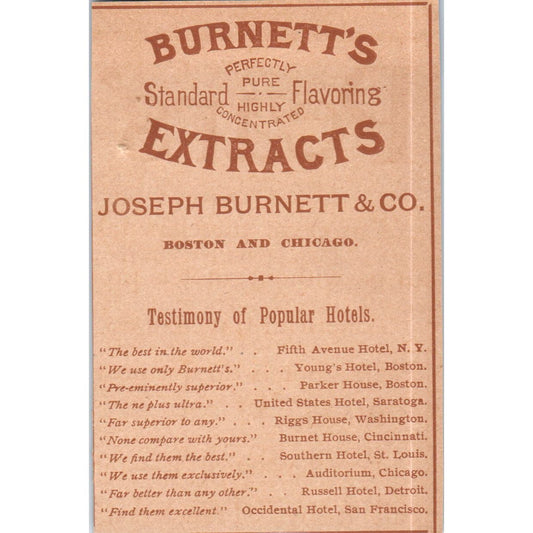 BURNETT'S
PERFECTLY
PURE
Standard Flavoring
HIGHLY
CONCENTRATED
EXTRACTS
JOSEPH BURNETT & CO.
BOSTON AND CHICAGO.
Testimony of Popular Hotels.
"The best in the world." . . Fifth Avenue Hotel, N. Y.
"We use only Burnett's." . . . Young's Hotel, Boston.
"Pre-eminently superior." . . . Parker House, Boston.
"The ne plus ultra." . . . United States Hotel, Saratoga.
"Far superior to any." . . . Riggs House, Washington.
"None compare with yours." Burnet House, Cincinnati.
"We find them the best." . . Southern Hotel, St. Louis.
"We use them exclusively." . . . Auditorium, Chicago.
"Far better than any other." . . Russell Hotel, Detroit.
"Find them excellent." Occidental Hotel, San Francisco.